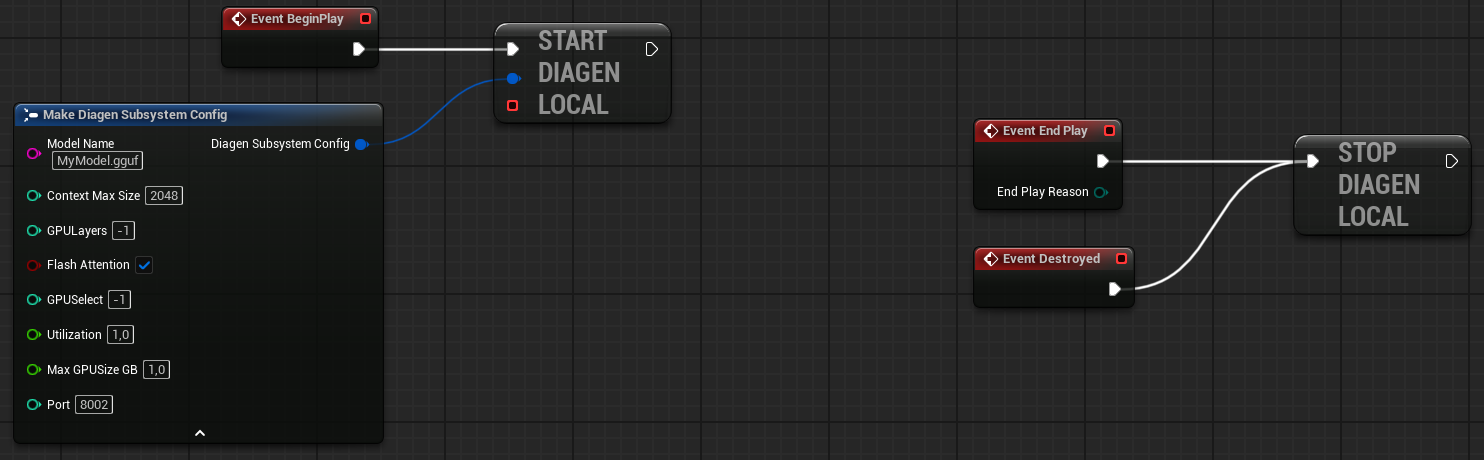 Event BeginPlay
START
DIAGEN
LOCAL
Make Diagen Subsystem Config
Model Name
MyModel.gguf
Diagen Subsystem Config
Context Max Size 2048
GPULayers -1
Flash Attention
GPUSelect -1
Utilization 1,0
Max GPUSize GB 1,0
Port 8002
Event End Play
End Play Reason
Event Destroyed
STOP
DIAGEN
LOCAL